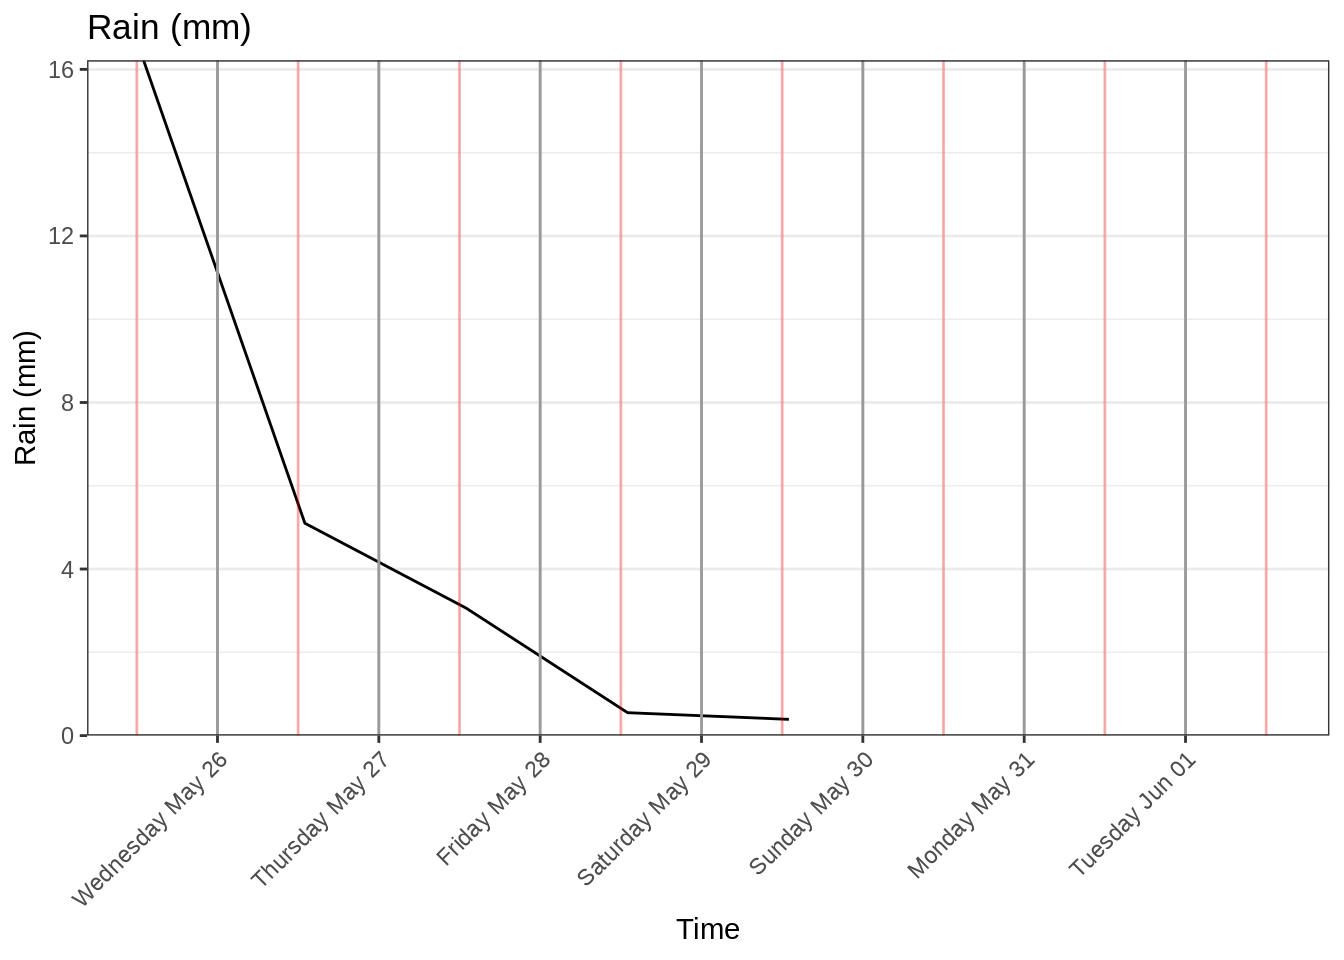 Rain (mm)
16
12
8
4
0
Rain (mm)
Wednesday May 26
Thursday May 27
Friday May 28
Saturday May 29
Sunday May 30
Monday May 31
Tuesday Jun 01
Time